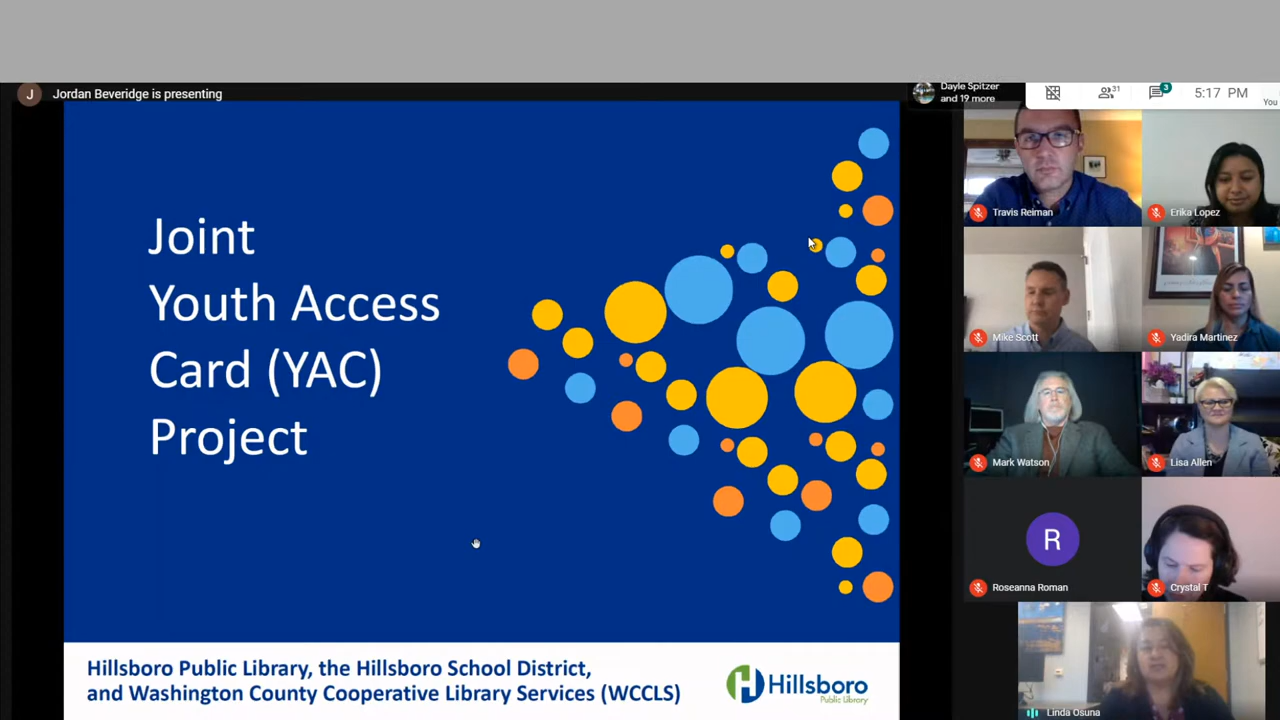 J
Jordan Beveridge is presenting
Dayle Spitzer
and 19 more
31
3
5:17 PM
You
Joint
Youth Access
Card (YAC)
Project
Hillsboro Public Library, the Hillsboro School District,
and Washington County Cooperative Library Services (WCCLS)
Hillsboro
Public Library
Travis Reiman
Erika Lopez
Mike Scott
Yadira Martinez
Mark Watson
Lisa Allen
R
Roseanna Roman
Crystal T
Linda Osuna